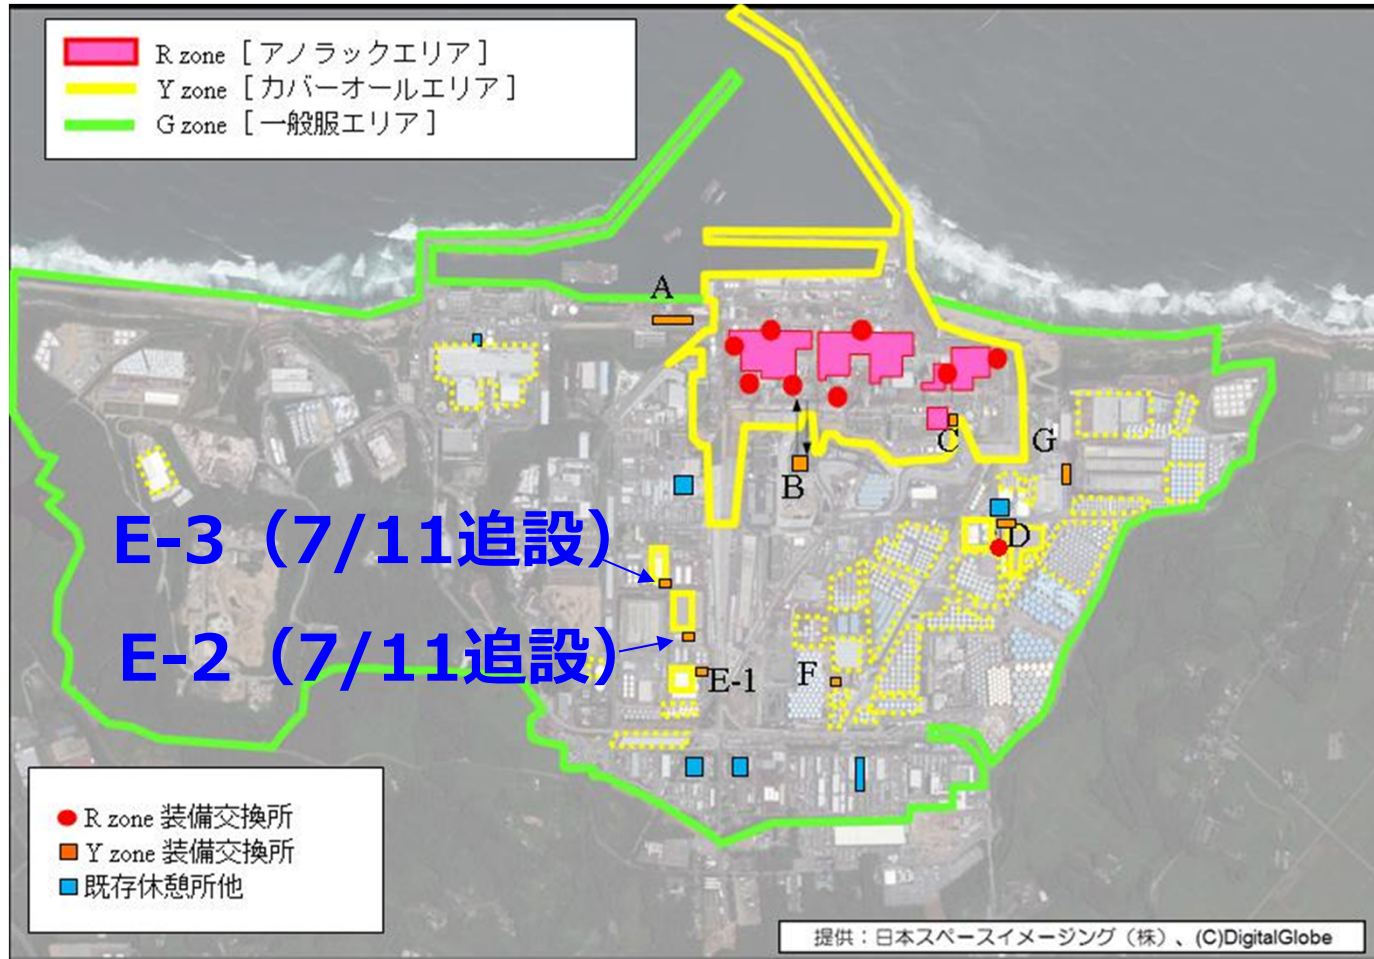 R zone [アノラックエリア]
Y zone [カバーオールエリア]
G zone [一般服エリア]
A
C
G
B
E-3（7/11追設）
D
E-2（7/11追設）
E-1
F
R zone 装備交換所
Y zone 装備交換所
既存休憩所他
提供：日本スペースイメージング（株）、(C)DigitalGlobe